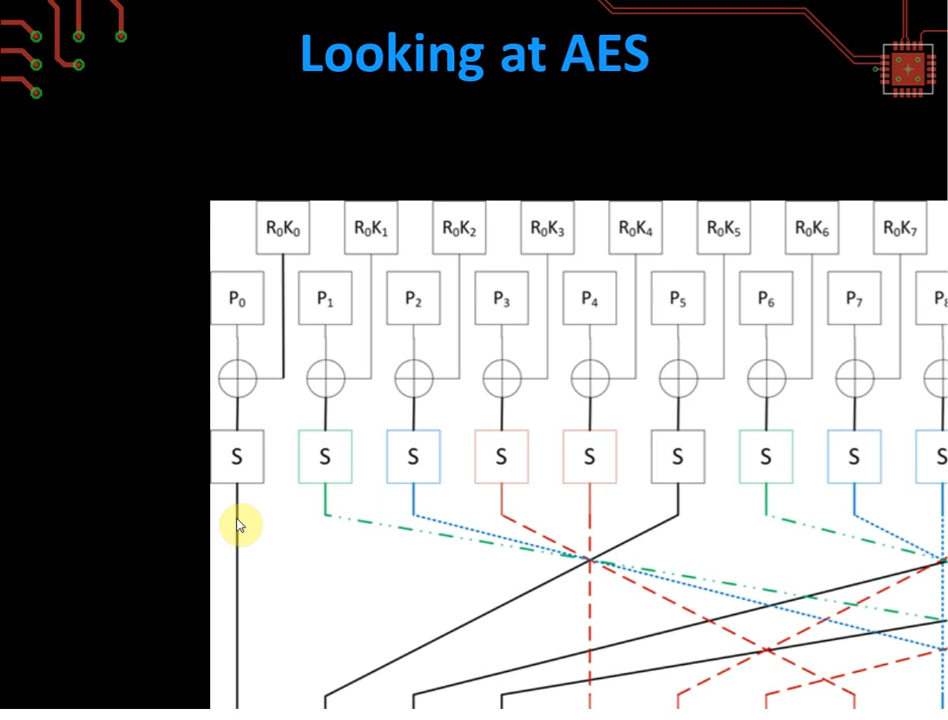 Looking at AES
R₀K₀ R₀K₁ R₀K₂ R₀K₃ R₀K₄ R₀K₅ R₀K₆ R₀K₇
P₀ P₁ P₂ P₃ P₄ P₅ P₆ P₇ P₈
S S S S S S S S S